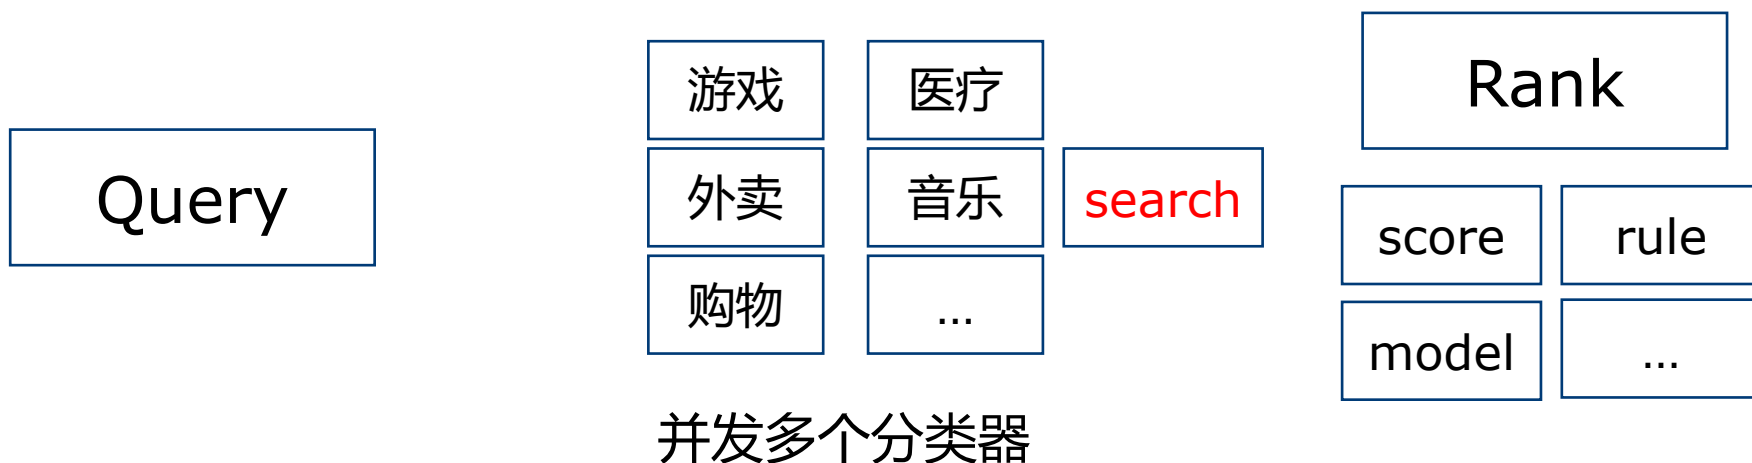 Query
游戏 医疗
外卖 音乐 search
购物 ...
并发多个分类器
Rank
score rule
model ...